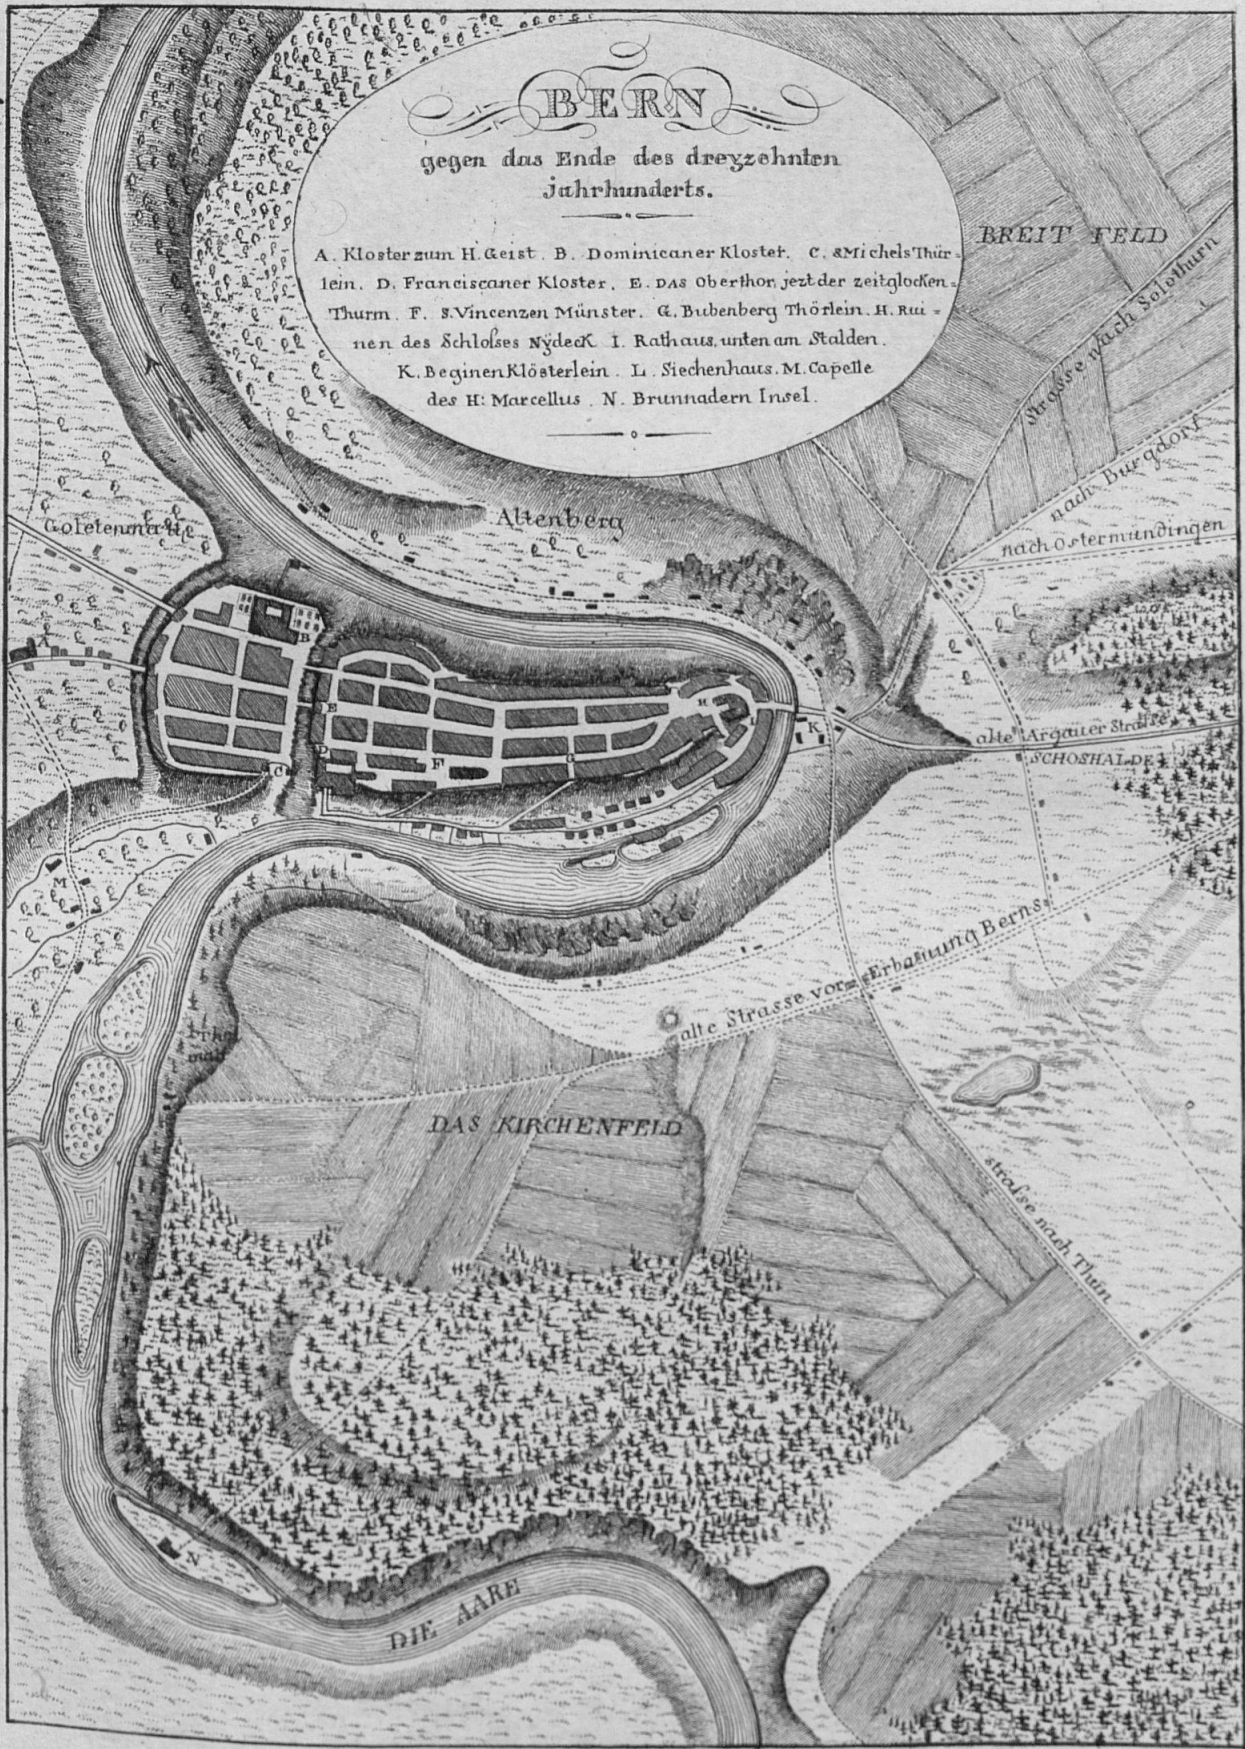 BERN
gegen das Ende des dreyzehnten
Jahrhunderts.
A. Kloster zum H. Geist. B. Dominicaner Kloster. C. S Michels Thür=
lein. D. Franciscaner Kloster. E. DAS Oberthor, jezt der zeitglocken=
Thurm. F. S. Vincenzen Münster. G. Bubenberg Thörlein. H. Rui=
nen des Schlosses Nÿdeck I. Rathaus, unten am Stalden.
K. Beginen Klösterlein. L. Siechenhaus. M. Capelle
des H: Marcellus. N. Brunnadern Insel.
BREIT FELD
Strasse nach Solothurn
nach Burgdorf
nach Ostermundingen
Altenberg
Goletenmatte
A
B
E
H
I
K
D
C
F
G
alte Argauer Strasse
SCHOSHALDE
M
alte Strasse vor Erbauung Berns
DAS KIRCHENFELD
strasse nach Thun
N
DIE AARE